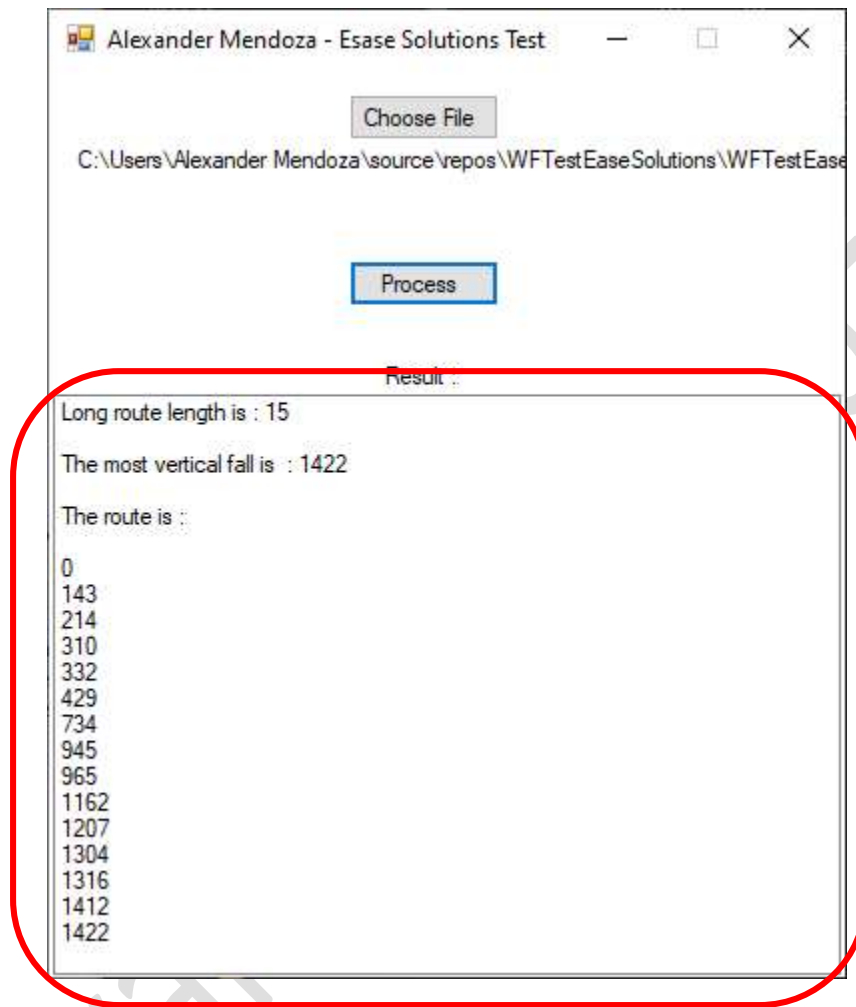 Alexander Mendoza - Esase Solutions Test
Choose File
C:\Users\Alexander Mendoza\source\repos\WFTestEaseSolutions\WFTestEase
Process
Result :
Long route length is : 15
The most vertical fall is : 1422
The route is :
0
143
214
310
332
429
734
945
965
1162
1207
1304
1316
1412
1422